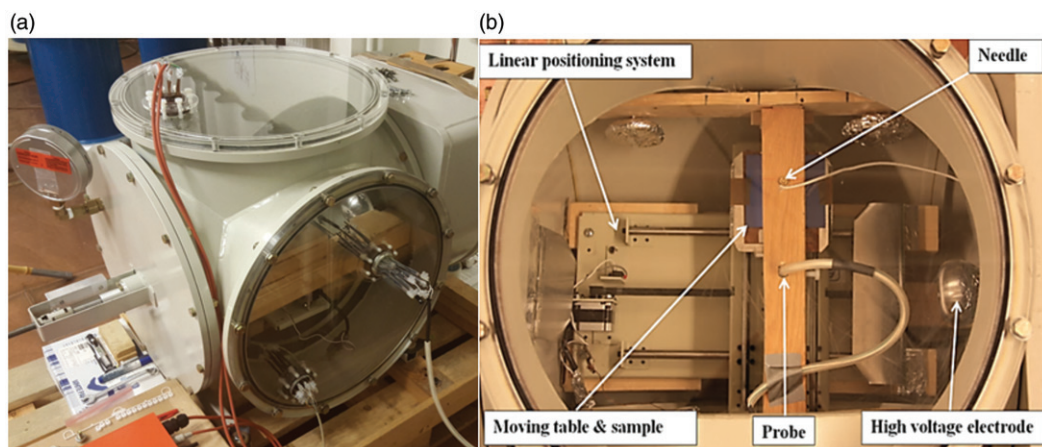 (a)
(b)
Linear positioning system
Needle
Moving table & sample
Probe
High voltage electrode